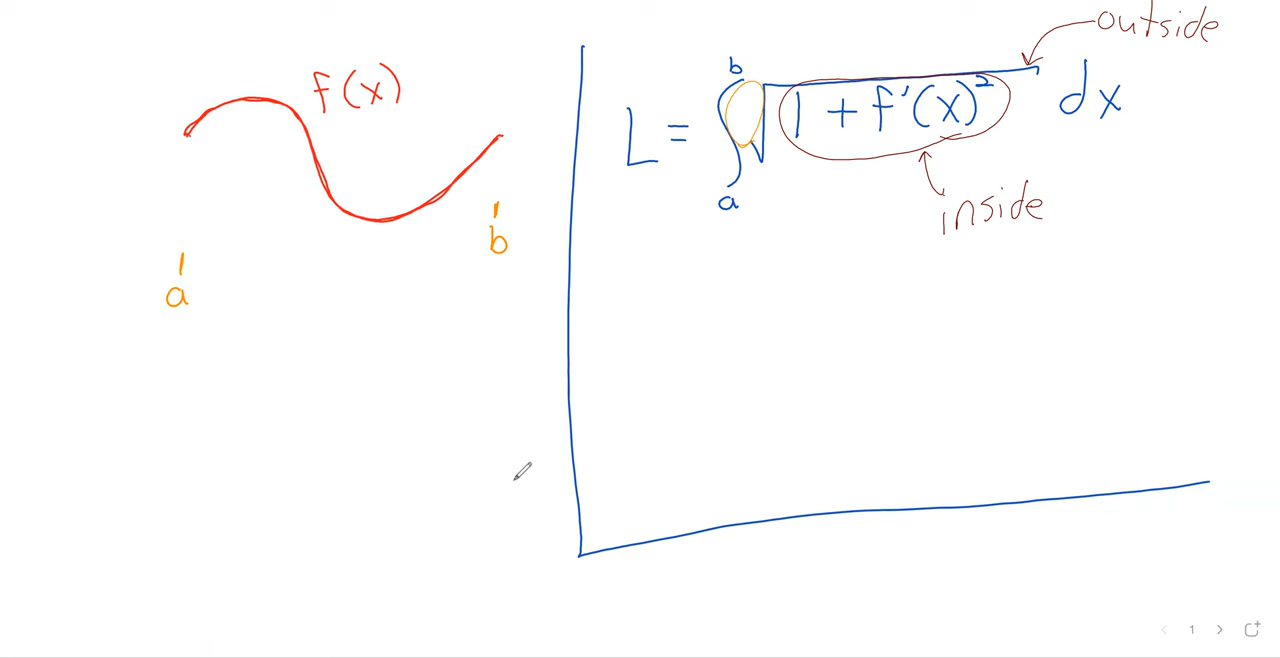 outside
f(x)
L = ∫ₐᵇ √(1 + f'(x)²) dx
inside
a
b
1